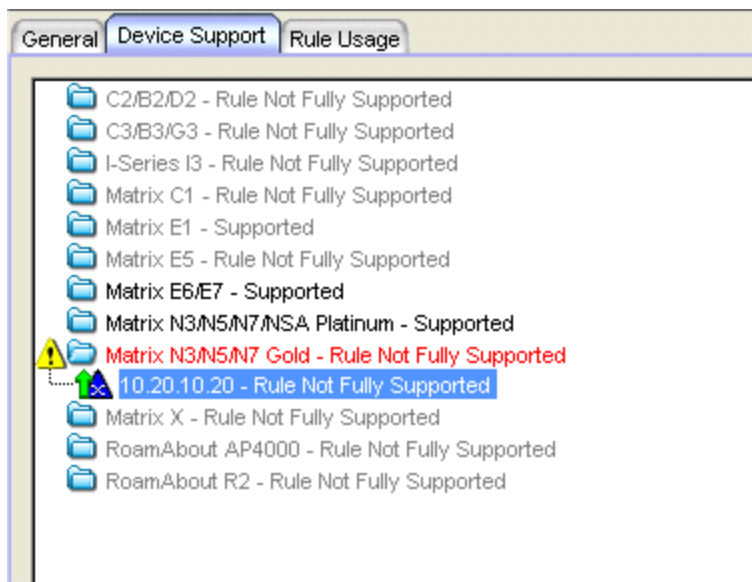 General Device Support Rule Usage
C2/B2/D2 - Rule Not Fully Supported
C3/B3/G3 - Rule Not Fully Supported
I-Series I3 - Rule Not Fully Supported
Matrix C1 - Rule Not Fully Supported
Matrix E1 - Supported
Matrix E5 - Rule Not Fully Supported
Matrix E6/E7 - Supported
Matrix N3/N5/N7/NSA Platinum - Supported
Matrix N3/N5/N7 Gold - Rule Not Fully Supported
10.20.10.20 - Rule Not Fully Supported
Matrix X - Rule Not Fully Supported
RoamAbout AP4000 - Rule Not Fully Supported
RoamAbout R2 - Rule Not Fully Supported